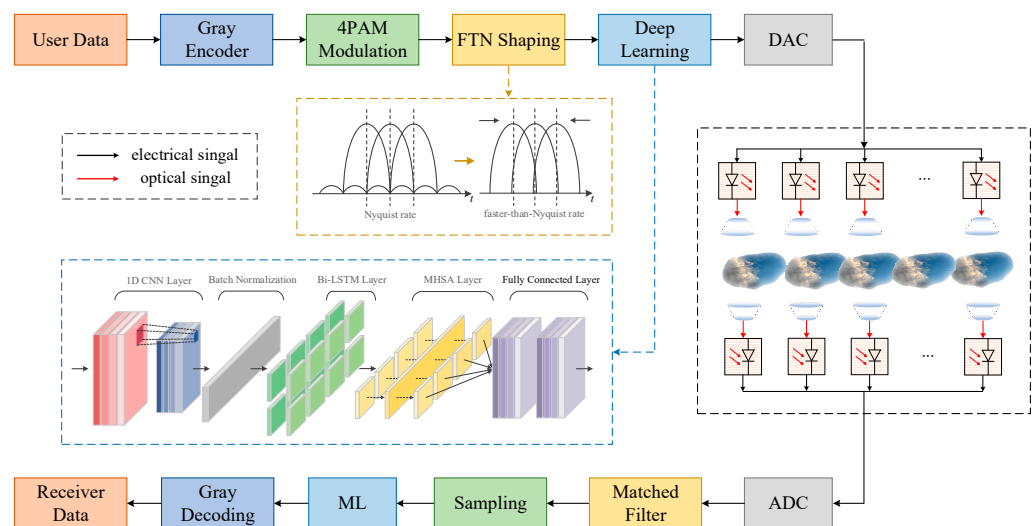 User Data
Gray
Encoder
4PAM
Modulation
FTN Shaping
Deep
Learning
DAC
electrical singal
optical singal
Nyquist rate
t
faster-than-Nyquist rate
t
...
1D CNN Layer
Batch Normalization
Bi-LSTM Layer
MHSA Layer
Fully Connected Layer
...
Receiver
Data
Gray
Decoding
ML
Sampling
Matched
Filter
ADC